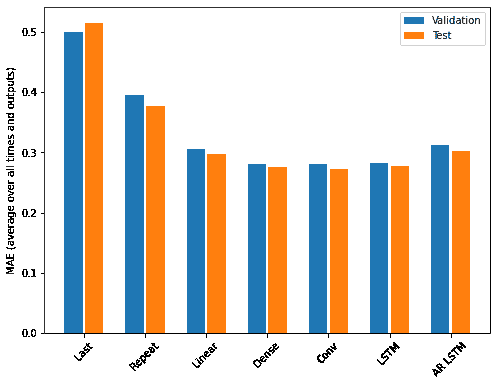 Validation
Test
MAE (average over all times and outputs)
0.5
0.4
0.3
0.2
0.1
0.0
Last
Repeat
Linear
Dense
Conv
LSTM
AR LSTM